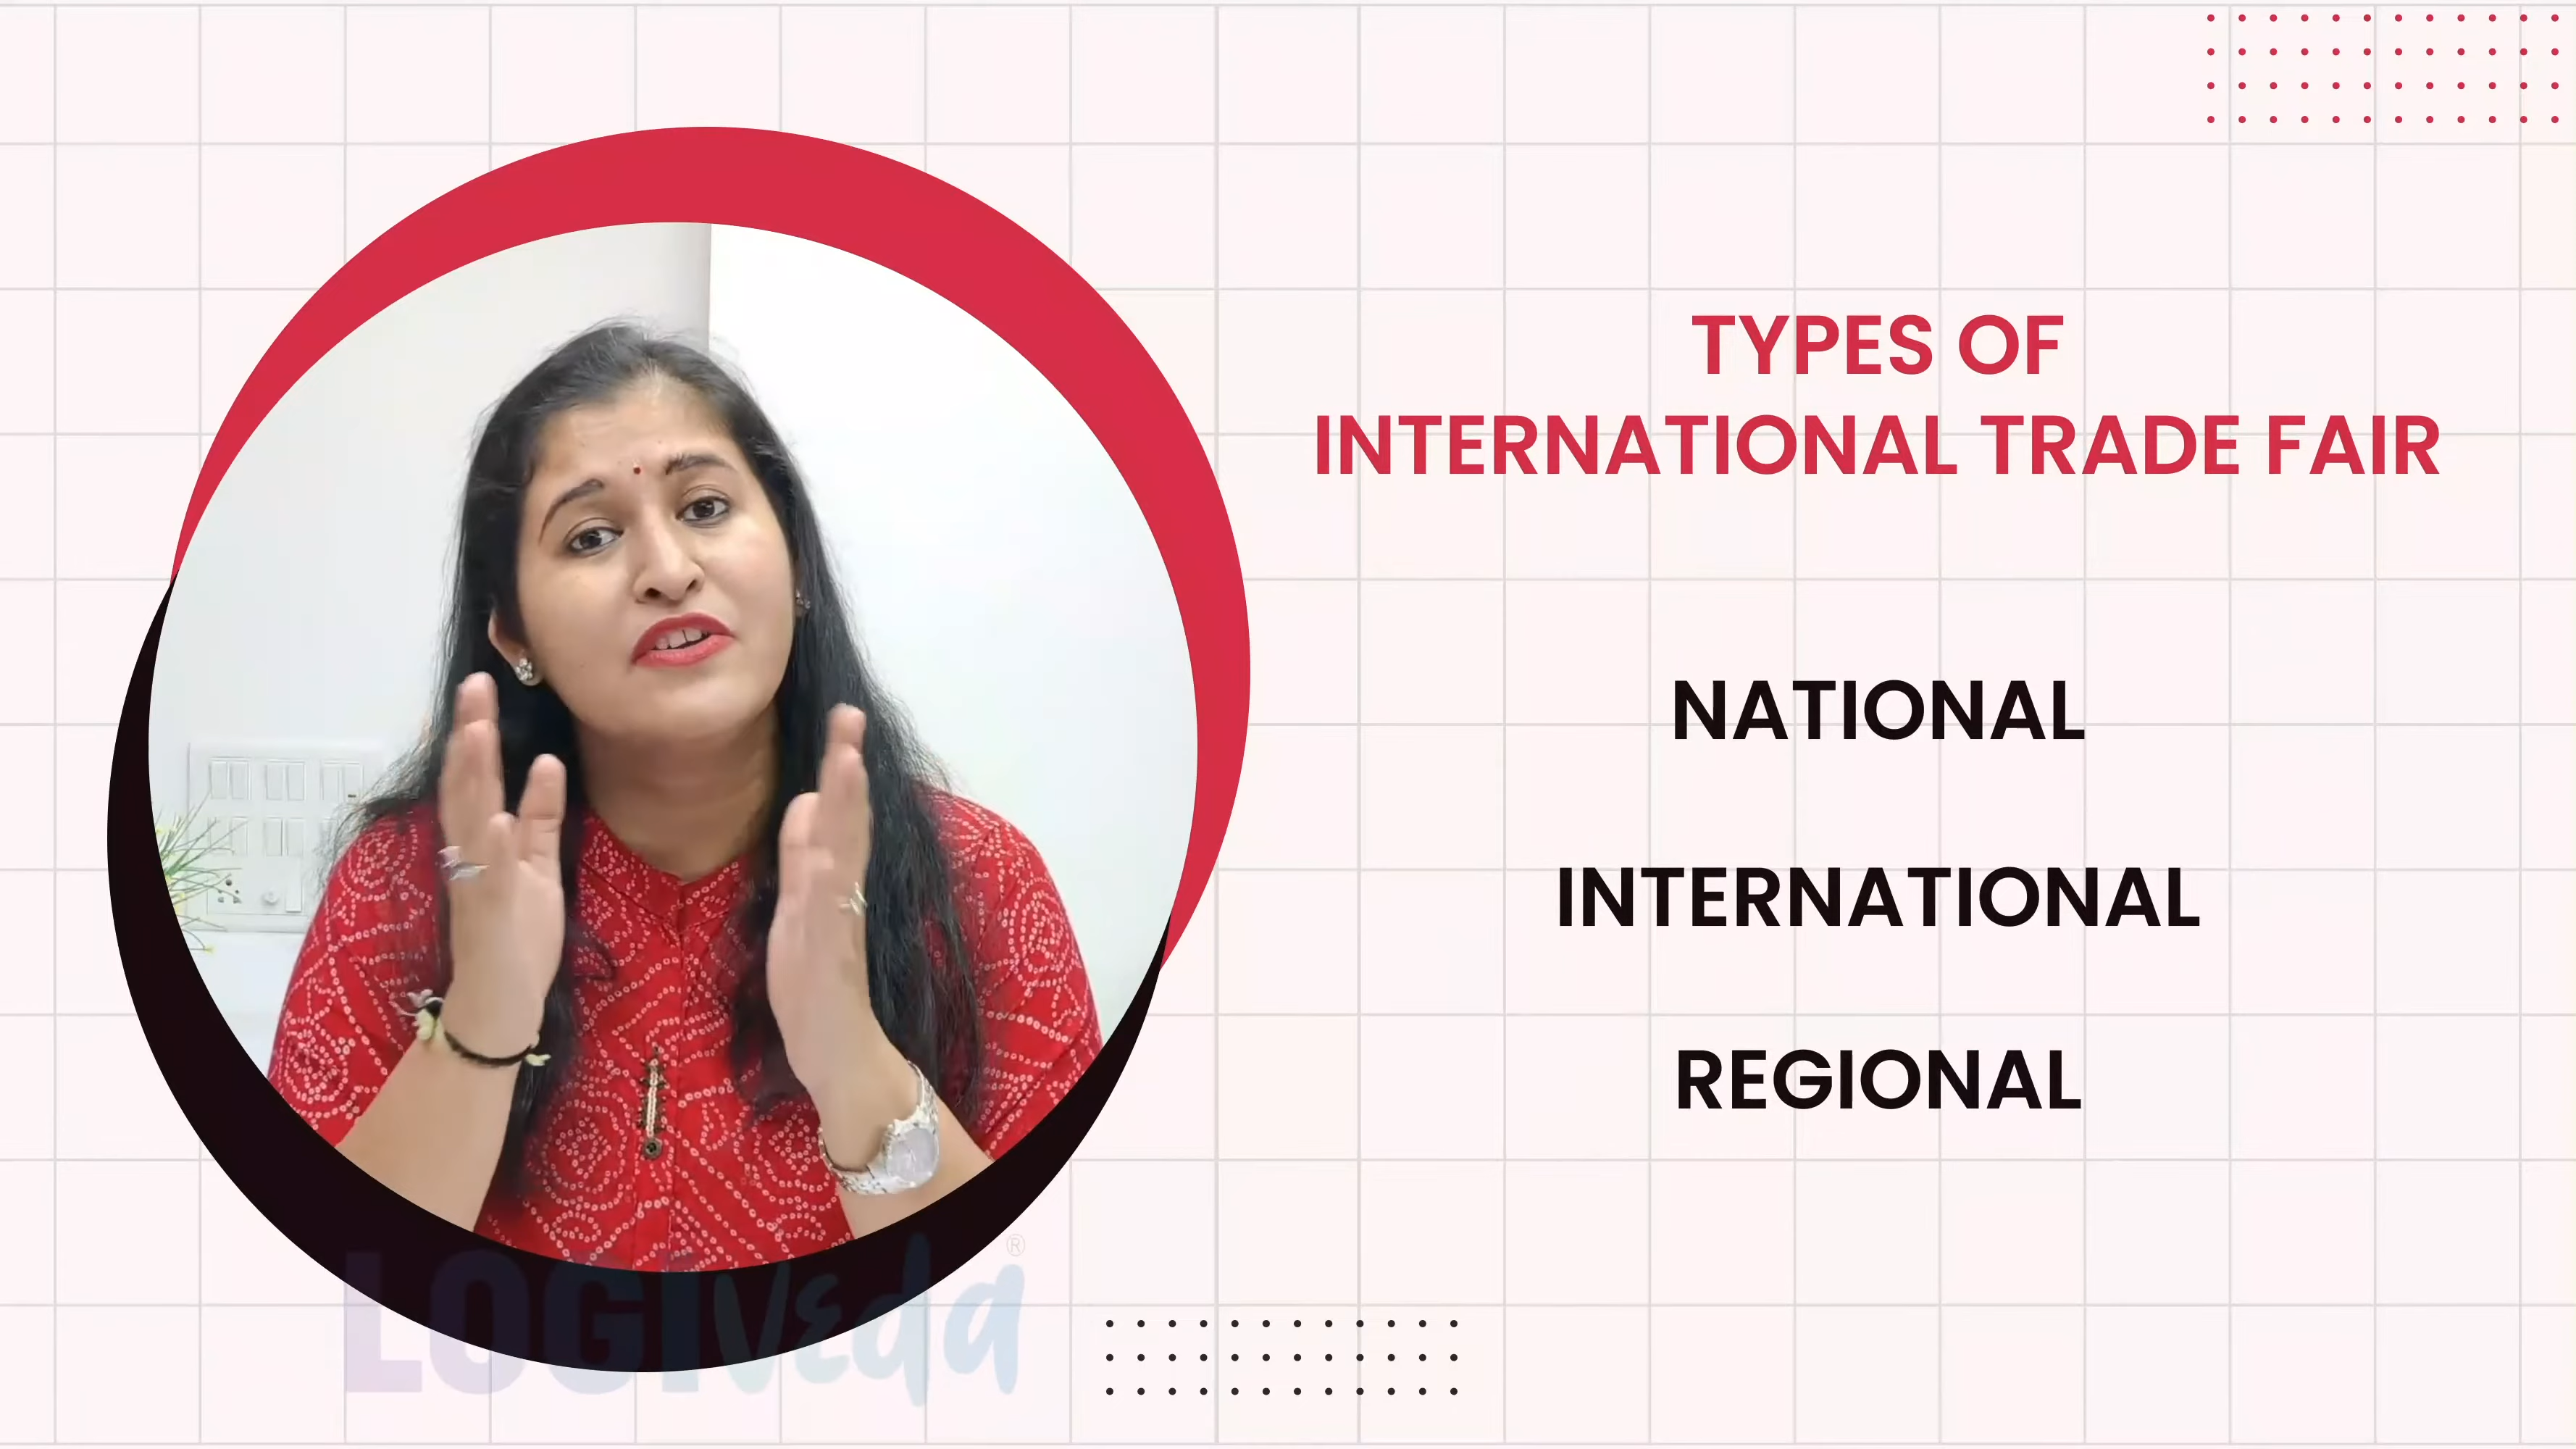 TYPES OF
INTERNATIONAL TRADE FAIR
NATIONAL
INTERNATIONAL
REGIONAL
LOGIVeda®